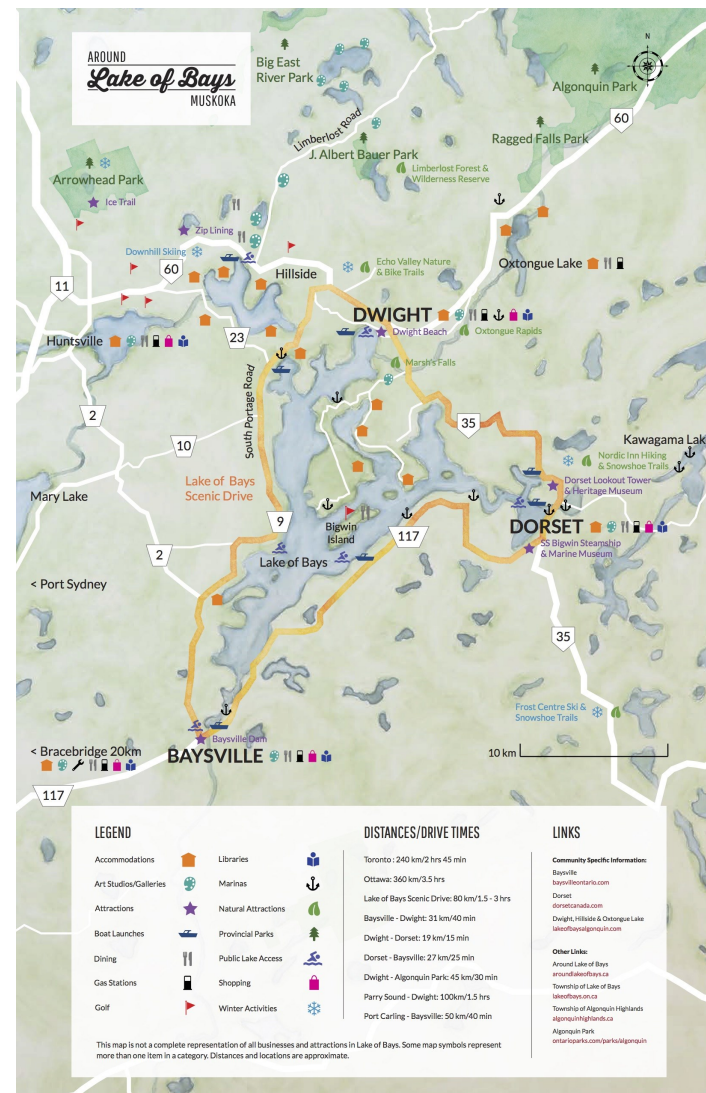 AROUND
Lake of Bays
MUSKOKA
Big East
River Park
N
Algonquin Park
60
Limberlost Road
Ragged Falls Park
J. Albert Bauer Park
Limberlost Forest &
Wilderness Reserve
Arrowhead Park
Ice Trail
Zip Lining
Downhill Skiing
60
Hillside
Echo Valley Nature
& Bike Trails
Oxtongue Lake
11
DWIGHT
Dwight Beach
Oxtongue Rapids
Huntsville
23
Marsh's Falls
South Portage Road
2
35
10
Kawagama Lak
Nordic Inn Hiking
& Snowshoe Trails
Lake of Bays
Scenic Drive
Dorset Lookout Tower
& Heritage Museum
Mary Lake
9
Bigwin
Island
117
DORSET
SS Bigwin Steamship
& Marine Museum
2
Lake of Bays
< Port Sydney
35
Frost Centre Ski &
Snowshoe Trails
Baysville Dam
< Bracebridge 20km
BAYSVILLE
10 km
117
LEGEND
Accommodations
Art Studios/Galleries
Attractions
Boat Launches
Dining
Gas Stations
Golf
Libraries
Marinas
Natural Attractions
Provincial Parks
Public Lake Access
Shopping
Winter Activities
DISTANCES/DRIVE TIMES
Toronto : 240 km/2 hrs 45 min
Ottawa: 360 km/3.5 hrs
Lake of Bays Scenic Drive: 80 km/1.5 - 3 hrs
Baysville - Dwight: 31 km/40 min
Dwight - Dorset: 19 km/15 min
Dorset - Baysville: 27 km/25 min
Dwight - Algonquin Park: 45 km/30 min
Parry Sound - Dwight: 100km/1.5 hrs
Port Carling - Baysville: 50 km/40 min
LINKS
Community Specific Information:
Baysville
baysvilleontario.com
Dorset
dorsetcanada.com
Dwight, Hillside & Oxtongue Lake
lakeofbaysalgonquin.com
Other Links:
Around Lake of Bays
aroundlakeofbays.ca
Township of Lake of Bays
lakeofbays.on.ca
Township of Algonquin Highlands
algonquinhighlands.ca
Algonquin Park
ontarioparks.com/parks/algonquin
This map is not a complete representation of all businesses and attractions in Lake of Bays. Some map symbols represent
more than one item in a category. Distances and locations are approximate.